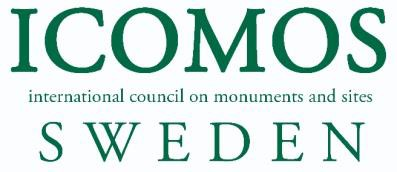 ICOMOS
international council on monuments and sites
SWEDEN